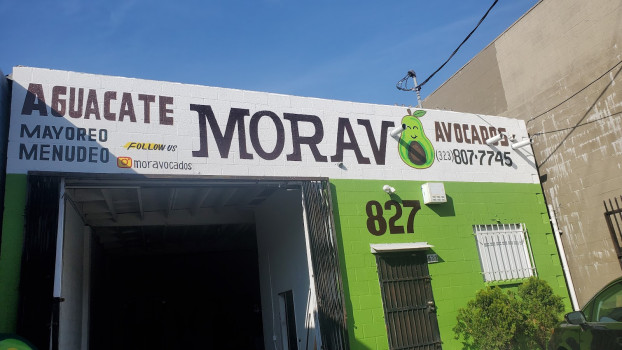 AGUACATE
MAYOREO
MENUDEO
FOLLOW US
moravocados
MORAV
AVOCADOS
(323) 807-7745
827